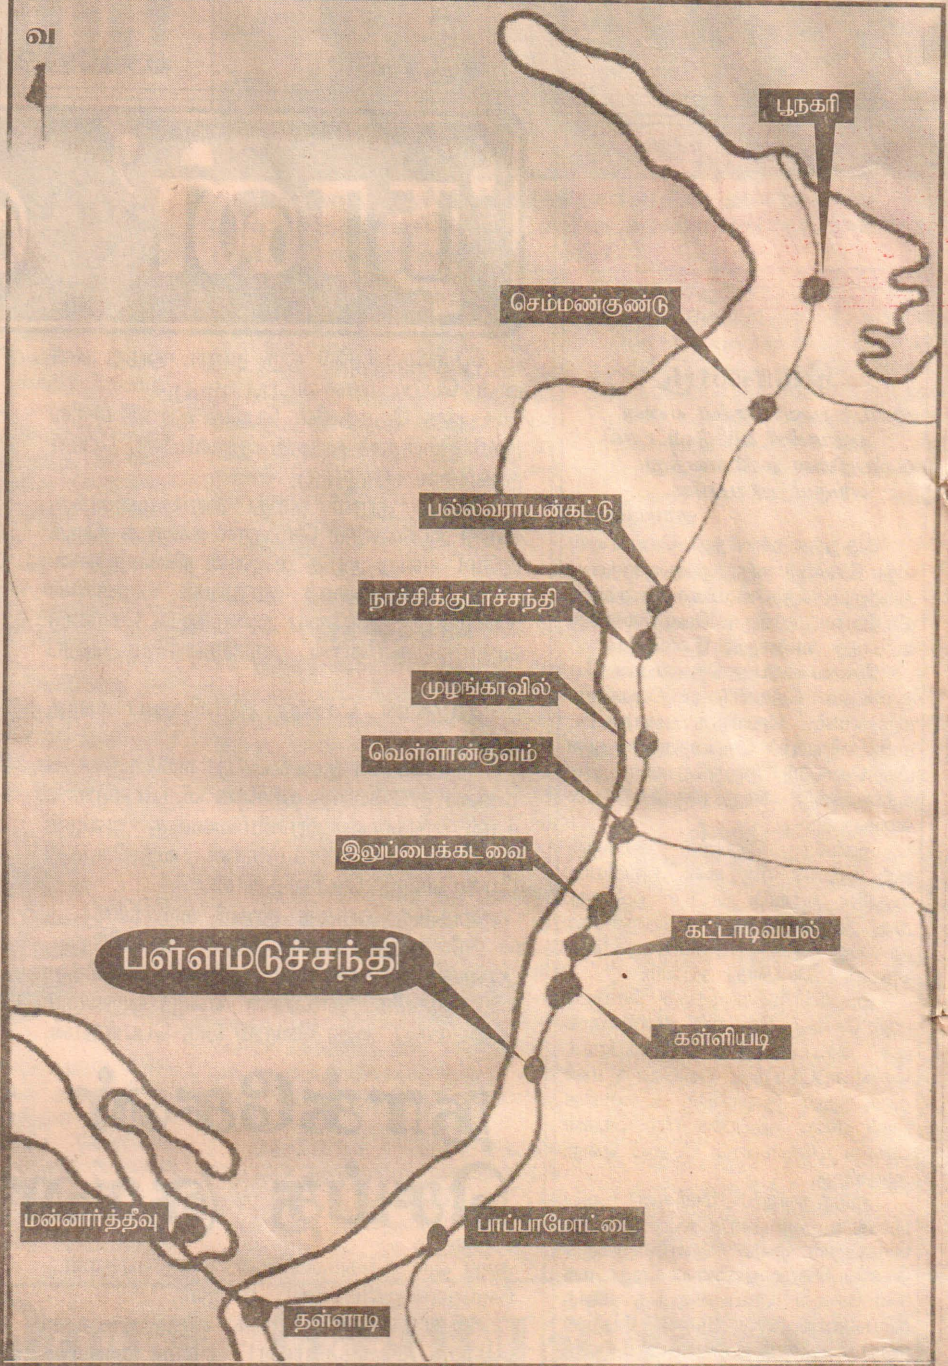 வ
பூநகரி
செம்மண்குண்டு
பல்லவராயன்கட்டு
நாச்சிக்குடாச்சந்தி
முழங்காவில்
வெள்ளான்குளம்
இலுப்பைக்கடவை
கட்டாடிவயல்
பள்ளமடுச்சந்தி
கள்ளியடி
மன்னார்த்தீவு
பாப்பாமோட்டை
தள்ளாடி